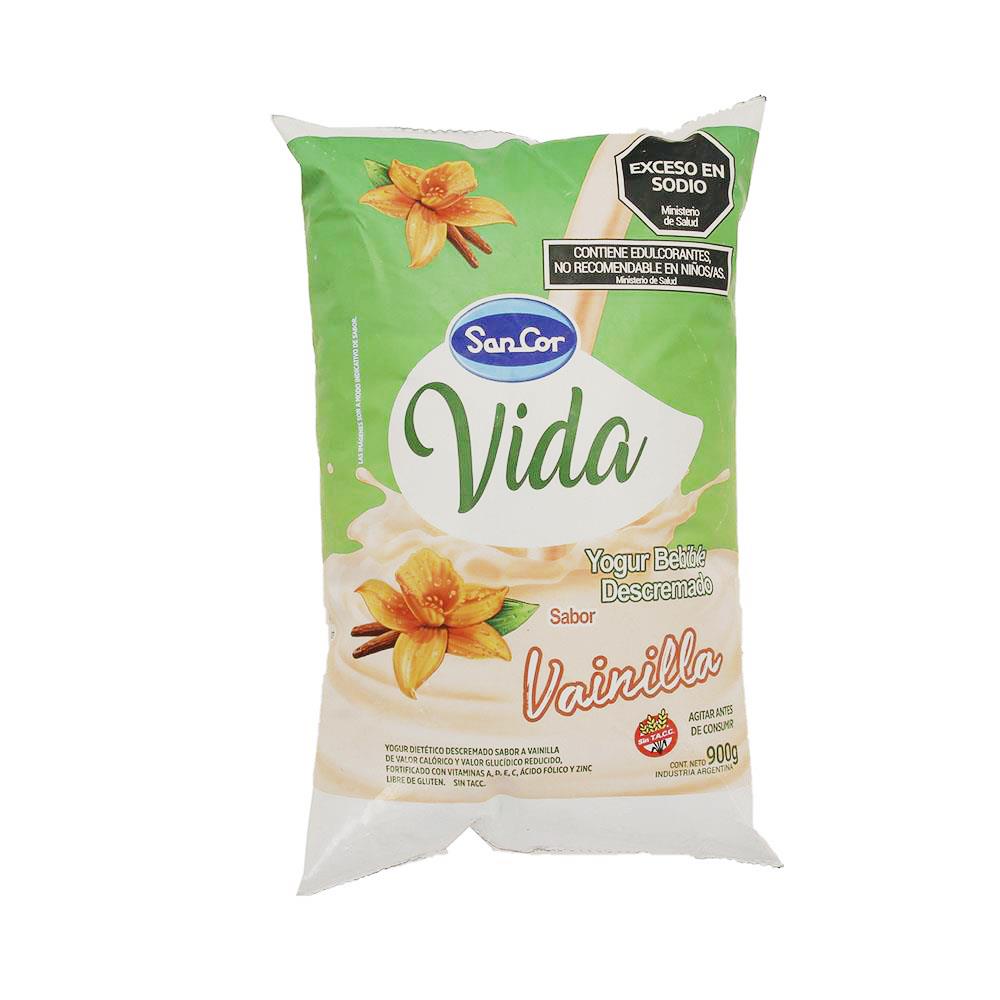 EXCESO EN
SODIO
Ministerio
de Salud
CONTIENE EDULCORANTES,
NO RECOMENDABLE EN NIÑOS/AS.
Ministerio de Salud
SanCor
Vida
LAS IMÁGENES SON A MODO INDICATIVO DE SABOR.
Yogur Bebible
Descremado
Sabor
Vainilla
Sin T.A.C.C.
AGITAR ANTES
DE CONSUMIR
CONT. NETO 900g
INDUSTRIA ARGENTINA
YOGUR DIETÉTICO DESCREMADO SABOR A VAINILLA
DE VALOR CALÓRICO Y VALOR GLUCÍDICO REDUCIDO,
FORTIFICADO CON VITAMINAS A, D, E, C, ÁCIDO FÓLICO Y ZINC
LIBRE DE GLUTEN. SIN TACC.